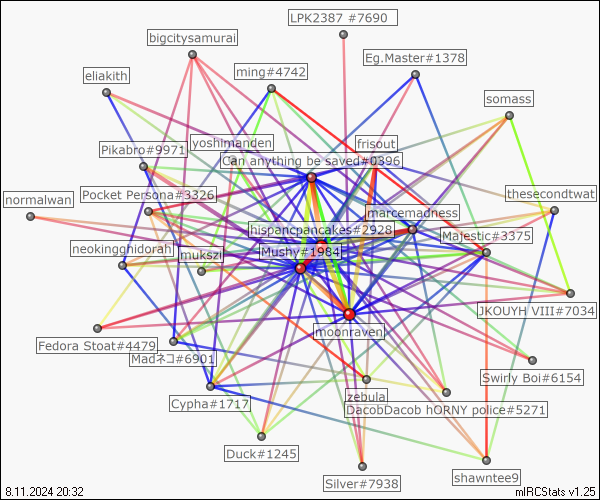 LPK2387 #7690
bigcitysamurai
Eg.Master#1378
ming#4742
eliakith
somass
yoshimanden
frisout
Pikabro#9971
Can anything be saved#0396
Pocket Persona#3326
thesecondtwat
normalwan
marcemadness
hispancpancakes#2928
Majestic#3375
neokingghidorah
mukszi
Mushy#1984
JKOUYH VIII#7034
moonraven
Fedora Stoat#4479
Madネコ#6901
Swirly Boi#6154
zebula
Cypha#1717
DacobDacob hORNY police#5271
Duck#1245
Silver#7938
shawntee9
8.11.2024 20:32
mIRCStats v1.25